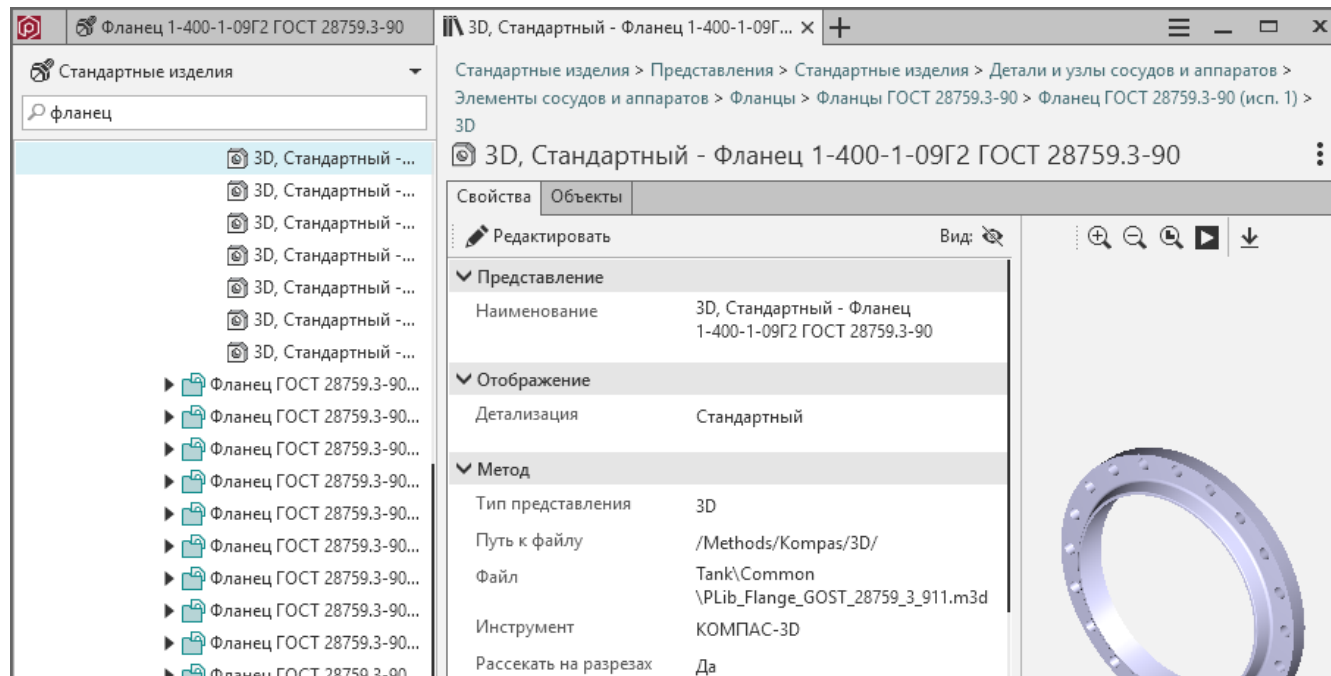 Фланец 1-400-1-09Г2 ГОСТ 28759.3-90
3D, Стандартный - Фланец 1-400-1-09Г...
Стандартные изделия
фланец
3D, Стандартный -...
3D, Стандартный -...
3D, Стандартный -...
3D, Стандартный -...
3D, Стандартный -...
3D, Стандартный -...
3D, Стандартный -...
Фланец ГОСТ 28759.3-90...
Фланец ГОСТ 28759.3-90...
Фланец ГОСТ 28759.3-90...
Фланец ГОСТ 28759.3-90...
Фланец ГОСТ 28759.3-90...
Фланец ГОСТ 28759.3-90...
Фланец ГОСТ 28759.3-90...
Фланец ГОСТ 28759.3-90...
Фланец ГОСТ 28759.3-90...
Фланец ГОСТ 28759.3-90...
Стандартные изделия > Представления > Стандартные изделия > Детали и узлы сосудов и аппаратов >
Элементы сосудов и аппаратов > Фланцы > Фланцы ГОСТ 28759.3-90 > Фланец ГОСТ 28759.3-90 (исп. 1) >
3D
3D, Стандартный - Фланец 1-400-1-09Г2 ГОСТ 28759.3-90
Свойства Объекты
Редактировать Вид:
Представление
Наименование 3D, Стандартный - Фланец
1-400-1-09Г2 ГОСТ 28759.3-90
Отображение
Детализация Стандартный
Метод
Тип представления 3D
Путь к файлу /Methods/Kompas/3D/
Файл Tank\Common
\PLib_Flange_GOST_28759_3_911.m3d
Инструмент КОМПАС-3D
Рассекать на разрезах Да